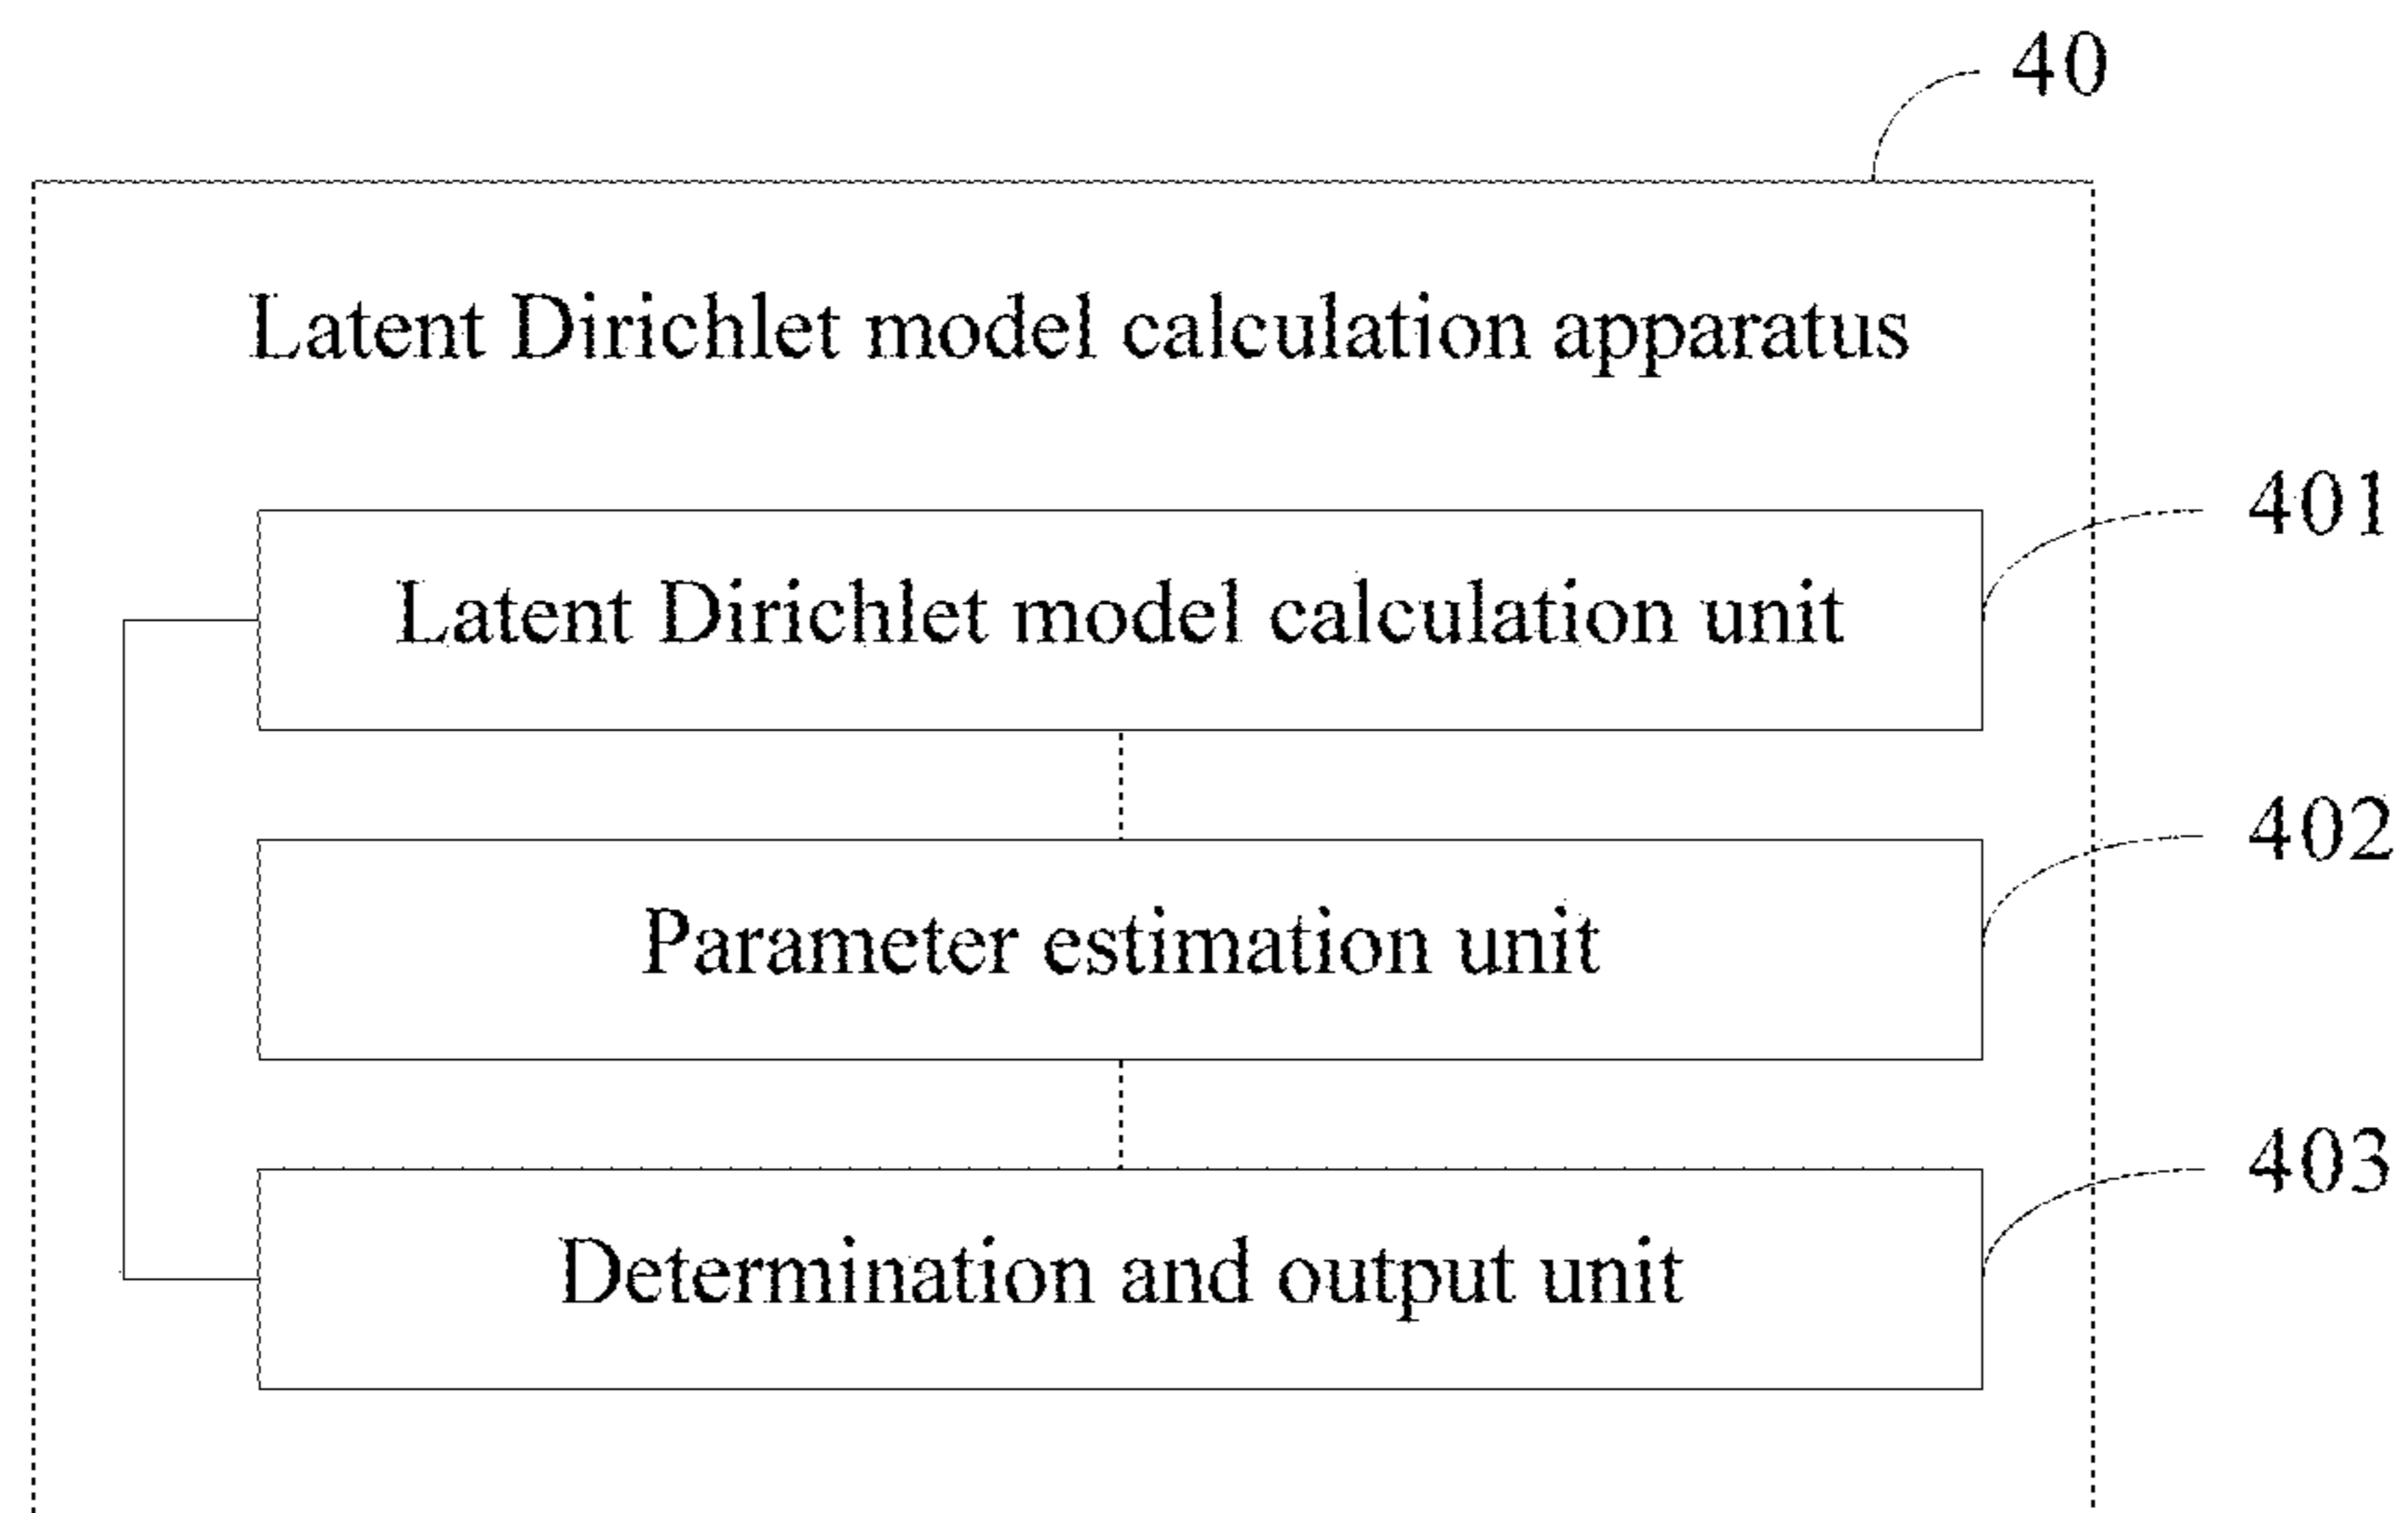 40
Latent Dirichlet model calculation apparatus
401
Latent Dirichlet model calculation unit
402
Parameter estimation unit
403
Determination and output unit